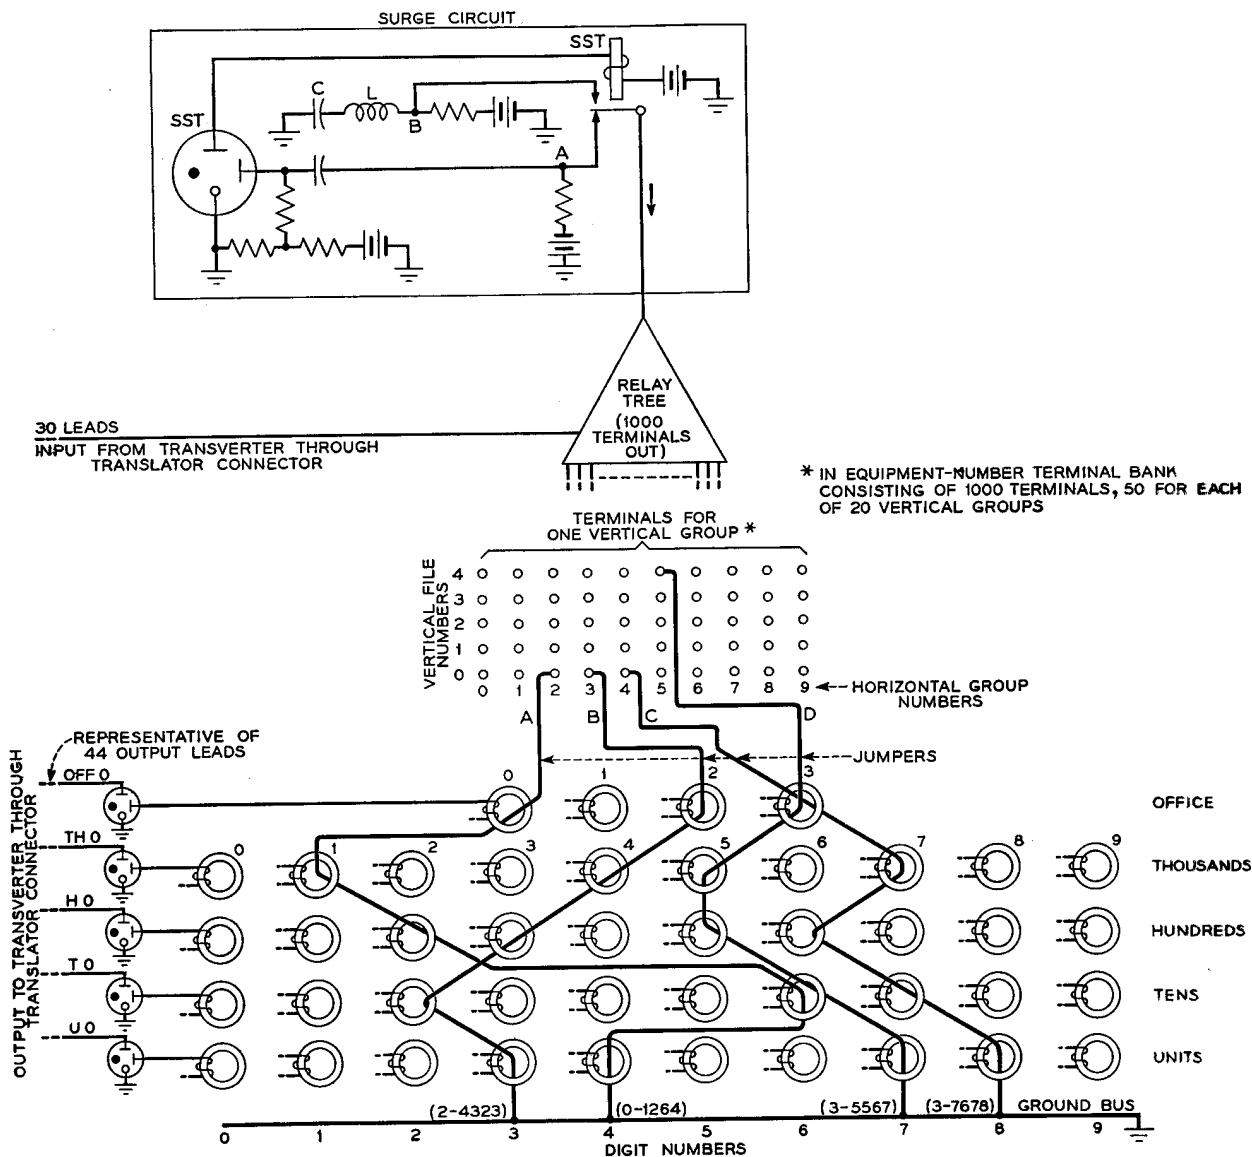 SURGE CIRCUIT
SST
C
L
B
SST
A
RELAY
TREE
(1000
TERMINALS
OUT)
30 LEADS
INPUT FROM TRANSVERTER THROUGH
TRANSLATOR CONNECTOR
* IN EQUIPMENT-NUMBER TERMINAL BANK
CONSISTING OF 1000 TERMINALS, 50 FOR EACH
OF 20 VERTICAL GROUPS
TERMINALS FOR
ONE VERTICAL GROUP *
VERTICAL FILE
NUMBERS
4
3
2
1
0
0 1 2 3 4 5 6 7 8 9
HORIZONTAL GROUP
NUMBERS
A B C D
JUMPERS
REPRESENTATIVE OF
44 OUTPUT LEADS
OUTPUT TO TRANSVERTER THROUGH
TRANSLATOR CONNECTOR
OFF 0
0 1 2 3
OFFICE
TH 0
0 1 2 3 4 5 6 7 8 9
THOUSANDS
H 0
HUNDREDS
T 0
TENS
U 0
UNITS
(2-4323) (0-1264) (3-5567) (3-7678) GROUND BUS
0 1 2 3 4 5 6 7 8 9
DIGIT NUMBERS